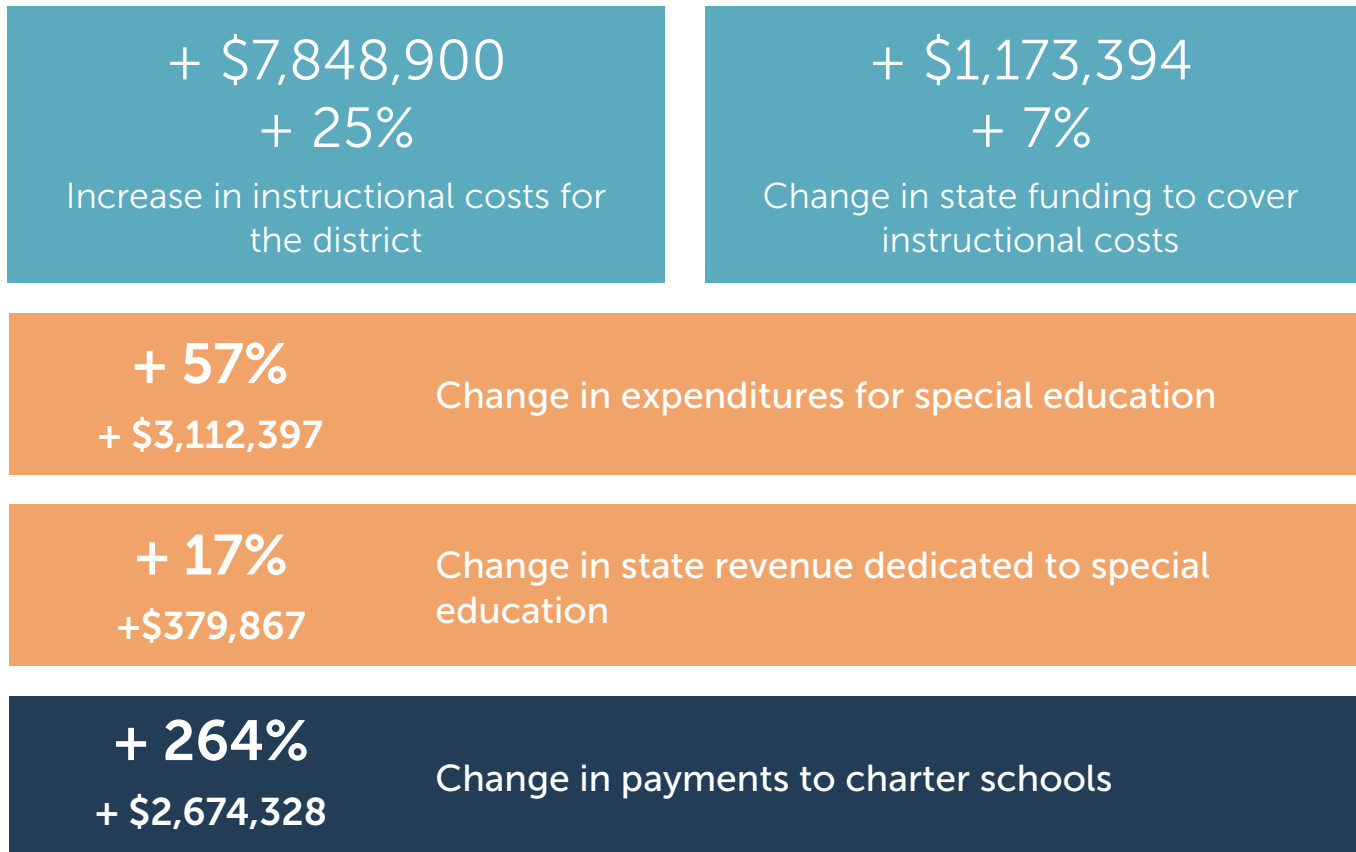 + $7,848,900
+ 25%
Increase in instructional costs for
the district
+ $1,173,394
+ 7%
Change in state funding to cover
instructional costs
+ 57%
+ $3,112,397
Change in expenditures for special education
+ 17%
+$379,867
Change in state revenue dedicated to special
education
+ 264%
+ $2,674,328
Change in payments to charter schools